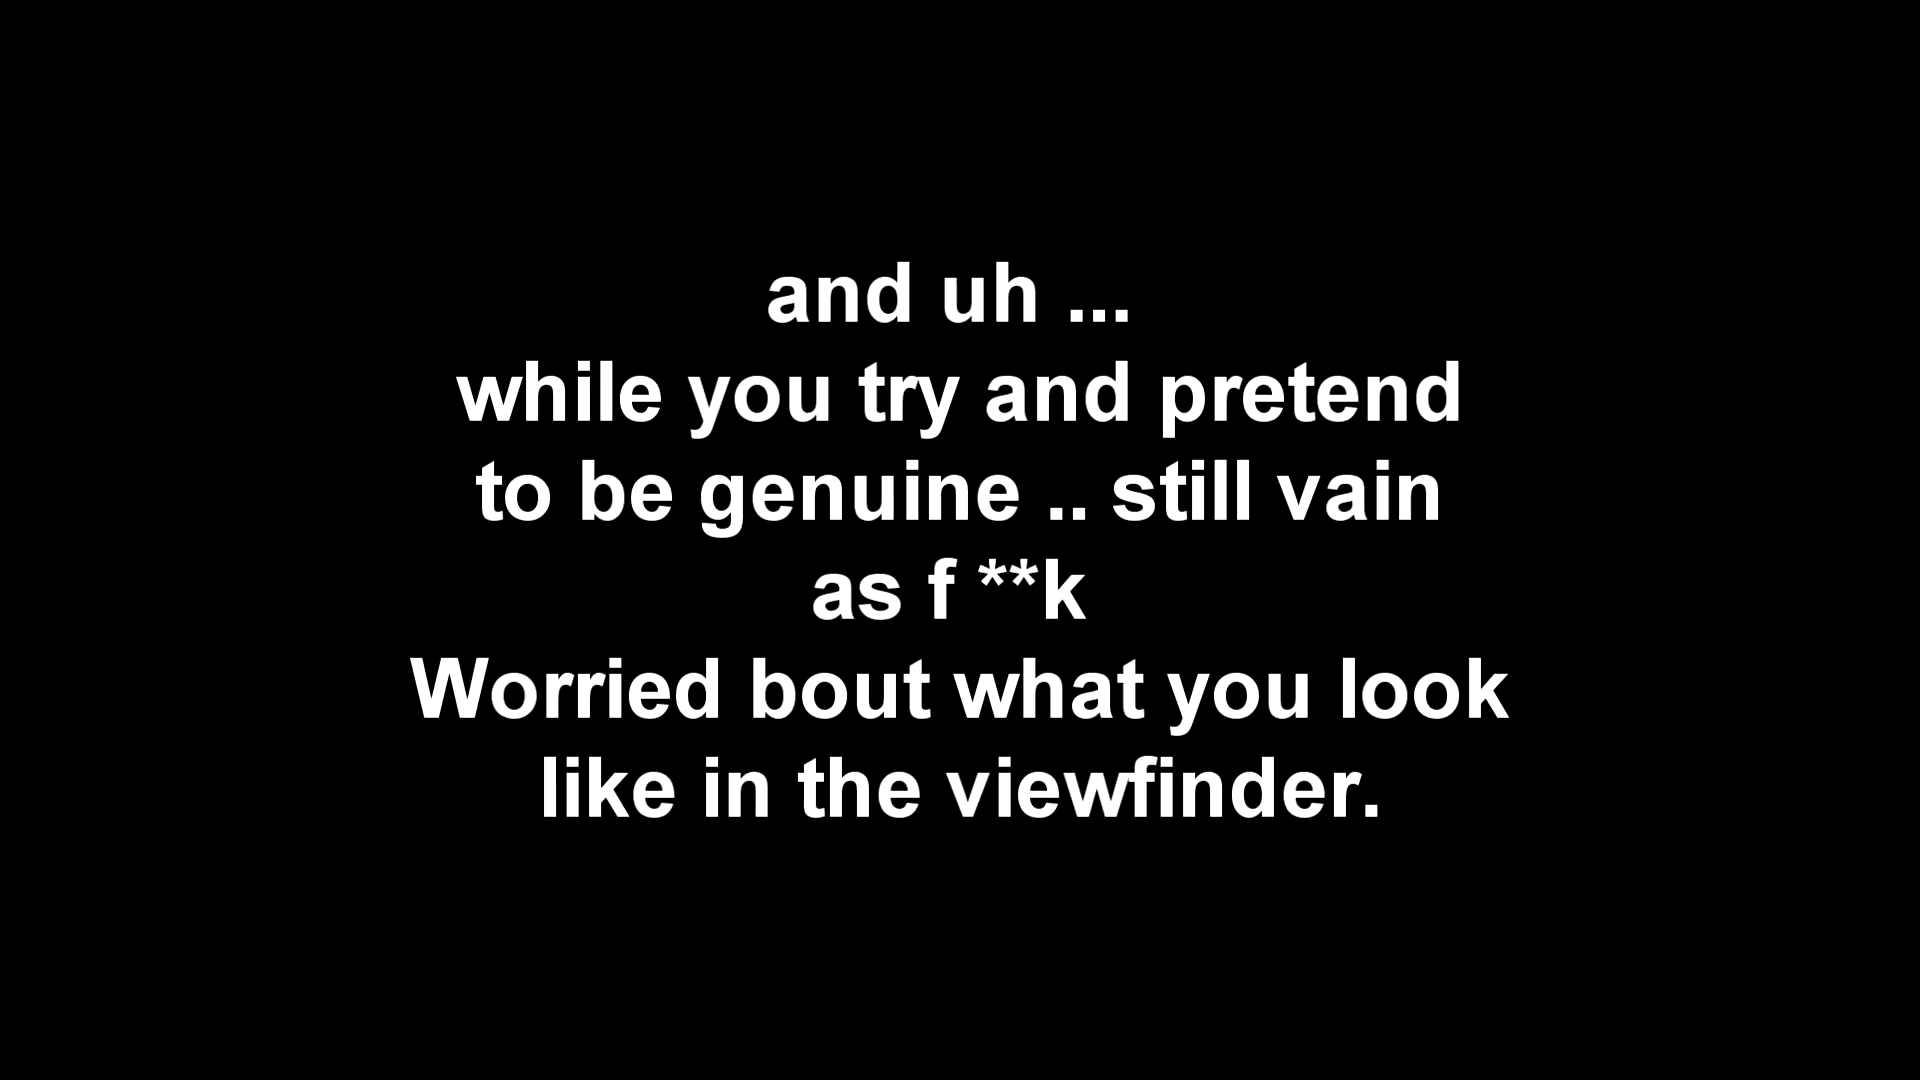 and uh ...
while you try and pretend
to be genuine .. still vain
as f **k
Worried bout what you look
like in the viewfinder.